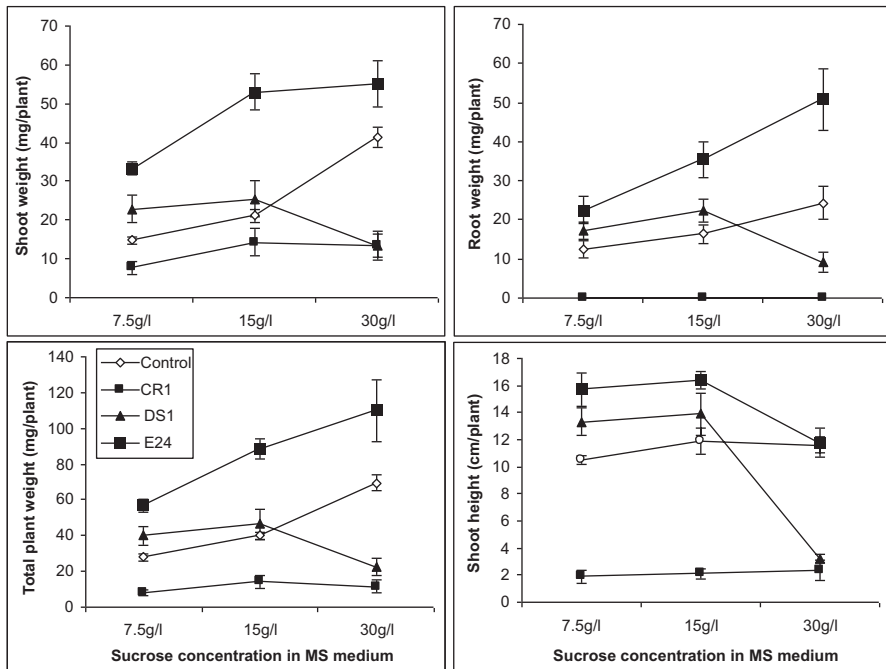 70
60
50
40
30
20
10
0
Shoot weight (mg/plant)
7.5g/l 15g/l 30g/l
70
60
50
40
30
20
10
0
Root weight (mg/plant)
7.5g/l 15g/l 30g/l
140
120
100
80
60
40
20
0
Total plant weight (mg/plant)
Control
CR1
DS1
E24
7.5g/l 15g/l 30g/l
Sucrose concentration in MS medium
18
16
14
12
10
8
6
4
2
0
Shoot height (cm/plant)
7.5g/l 15g/l 30g/l
Sucrose concentration in MS medium